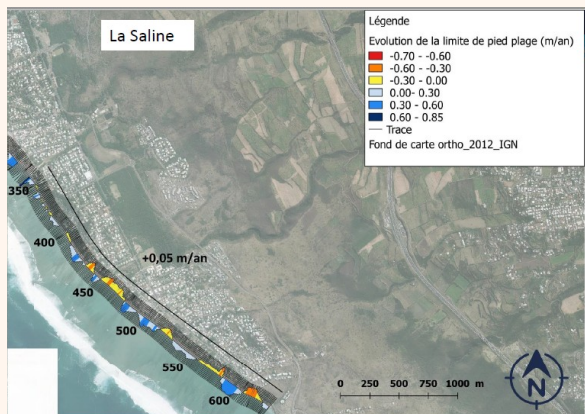 La Saline
Légende
Evolution de la limite de pied plage (m/an)
-0.70 - -0.60
-0.60 - -0.30
-0.30 - 0.00
0.00- 0.30
0.30 - 0.60
0.60 - 0.85
Trace
Fond de carte ortho_2012_IGN
350
400
+0,05 m/an
450
500
550
600
0 250 500 750 1000 m
N